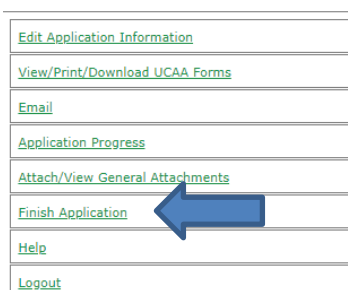 Edit Application Information
View/Print/Download UCAA Forms
Email
Application Progress
Attach/View General Attachments
Finish Application
Help
Logout